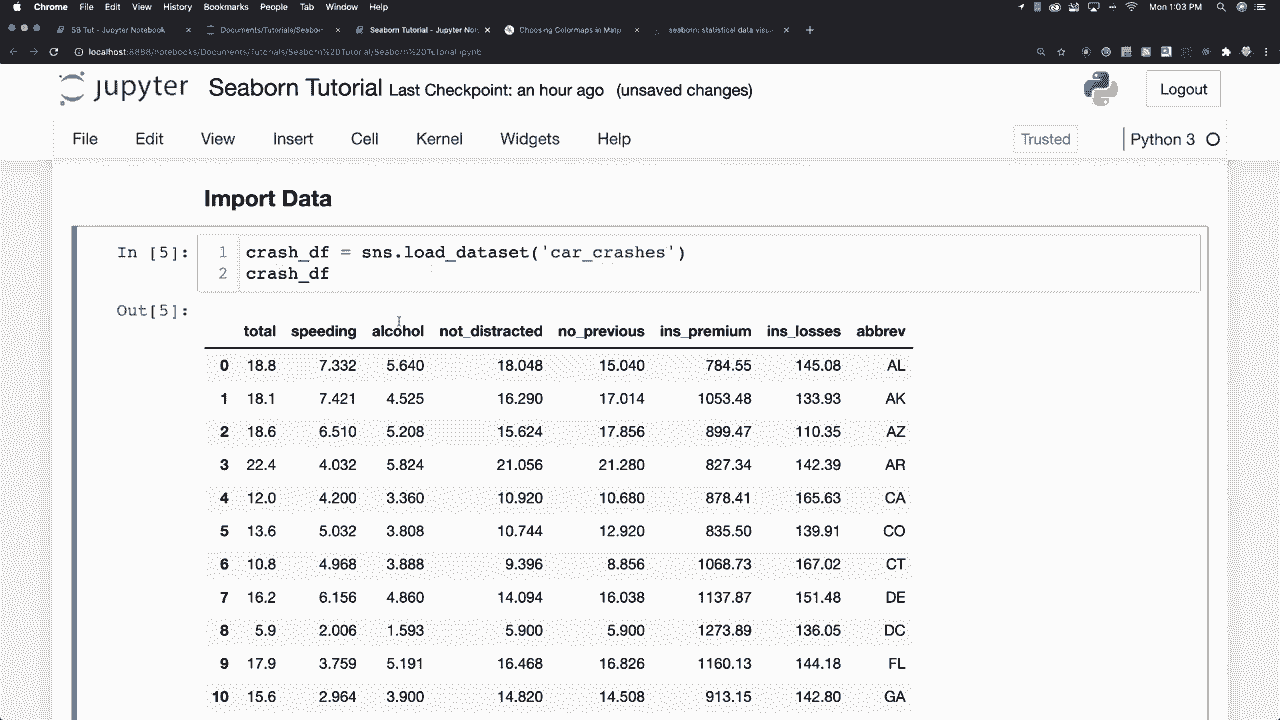 Chrome File Edit View History Bookmarks People Tab Window Help Mon 1:03 PM
SB Tut - Jupyter Notebook Documents/Tutorials/Seabor Seaborn Tutorial - Jupyter No Choosing Colormaps in Matp seaborn: statistical data visu
localhost:8888/notebooks/Documents/Tutorials/Seaborn%20Tutorial/Seaborn%20Tutorial.ipynb
jupyter Seaborn Tutorial Last Checkpoint: an hour ago (unsaved changes) Logout
File Edit View Insert Cell Kernel Widgets Help Trusted Python 3
Import Data
In [5]: 1 crash_df = sns.load_dataset('car_crashes')
2 crash_df
Out[5]:
total speeding alcohol not_distracted no_previous ins_premium ins_losses abbrev
0 18.8 7.332 5.640 18.048 15.040 784.55 145.08 AL
1 18.1 7.421 4.525 16.290 17.014 1053.48 133.93 AK
2 18.6 6.510 5.208 15.624 17.856 899.47 110.35 AZ
3 22.4 4.032 5.824 21.056 21.280 827.34 142.39 AR
4 12.0 4.200 3.360 10.920 10.680 878.41 165.63 CA
5 13.6 5.032 3.808 10.744 12.920 835.50 139.91 CO
6 10.8 4.968 3.888 9.396 8.856 1068.73 167.02 CT
7 16.2 6.156 4.860 14.094 16.038 1137.87 151.48 DE
8 5.9 2.006 1.593 5.900 5.900 1273.89 136.05 DC
9 17.9 3.759 5.191 16.468 16.826 1160.13 144.18 FL
10 15.6 2.964 3.900 14.820 14.508 913.15 142.80 GA